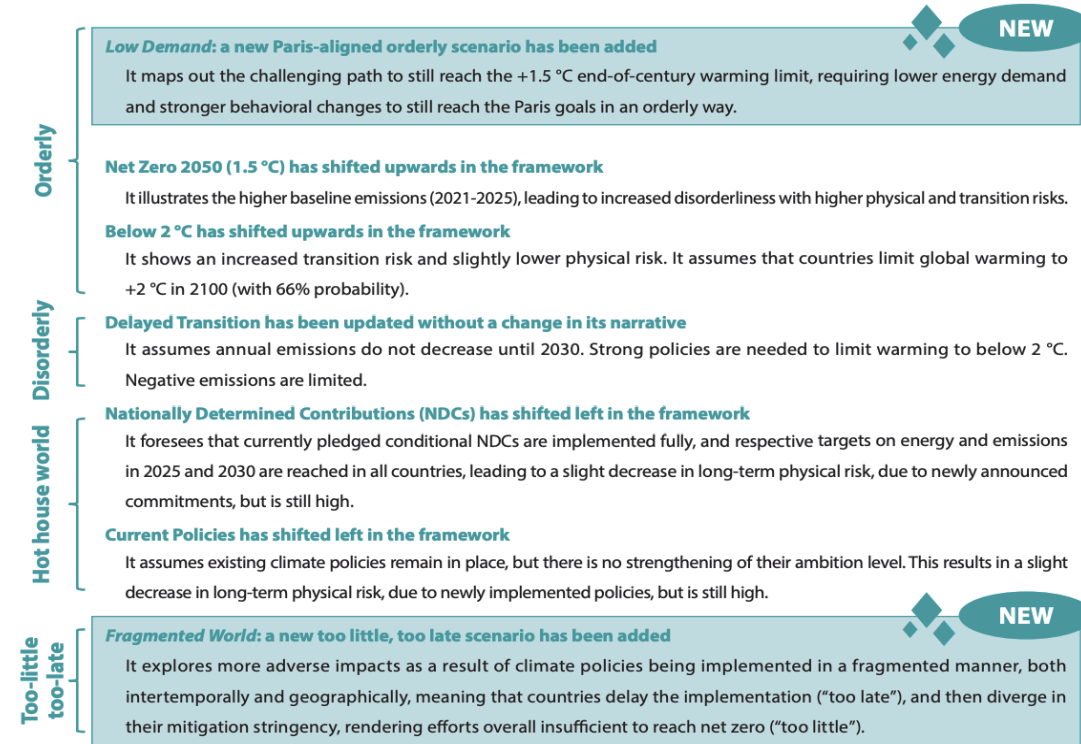 NEW
Orderly
Low Demand: a new Paris-aligned orderly scenario has been added
It maps out the challenging path to still reach the +1.5 °C end-of-century warming limit, requiring lower energy demand
and stronger behavioral changes to still reach the Paris goals in an orderly way.
Net Zero 2050 (1.5 °C) has shifted upwards in the framework
It illustrates the higher baseline emissions (2021-2025), leading to increased disorderliness with higher physical and transition risks.
Below 2 °C has shifted upwards in the framework
It shows an increased transition risk and slightly lower physical risk. It assumes that countries limit global warming to
+2 °C in 2100 (with 66% probability).
Disorderly
Delayed Transition has been updated without a change in its narrative
It assumes annual emissions do not decrease until 2030. Strong policies are needed to limit warming to below 2 °C.
Negative emissions are limited.
Hot house world
Nationally Determined Contributions (NDCs) has shifted left in the framework
It foresees that currently pledged conditional NDCs are implemented fully, and respective targets on energy and emissions
in 2025 and 2030 are reached in all countries, leading to a slight decrease in long-term physical risk, due to newly announced
commitments, but is still high.
Current Policies has shifted left in the framework
It assumes existing climate policies remain in place, but there is no strengthening of their ambition level. This results in a slight
decrease in long-term physical risk, due to newly implemented policies, but is still high.
NEW
Too-little
too-late
Fragmented World: a new too little, too late scenario has been added
It explores more adverse impacts as a result of climate policies being implemented in a fragmented manner, both
intertemporally and geographically, meaning that countries delay the implementation (“too late”), and then diverge in
their mitigation stringency, rendering efforts overall insufficient to reach net zero (“too little”).